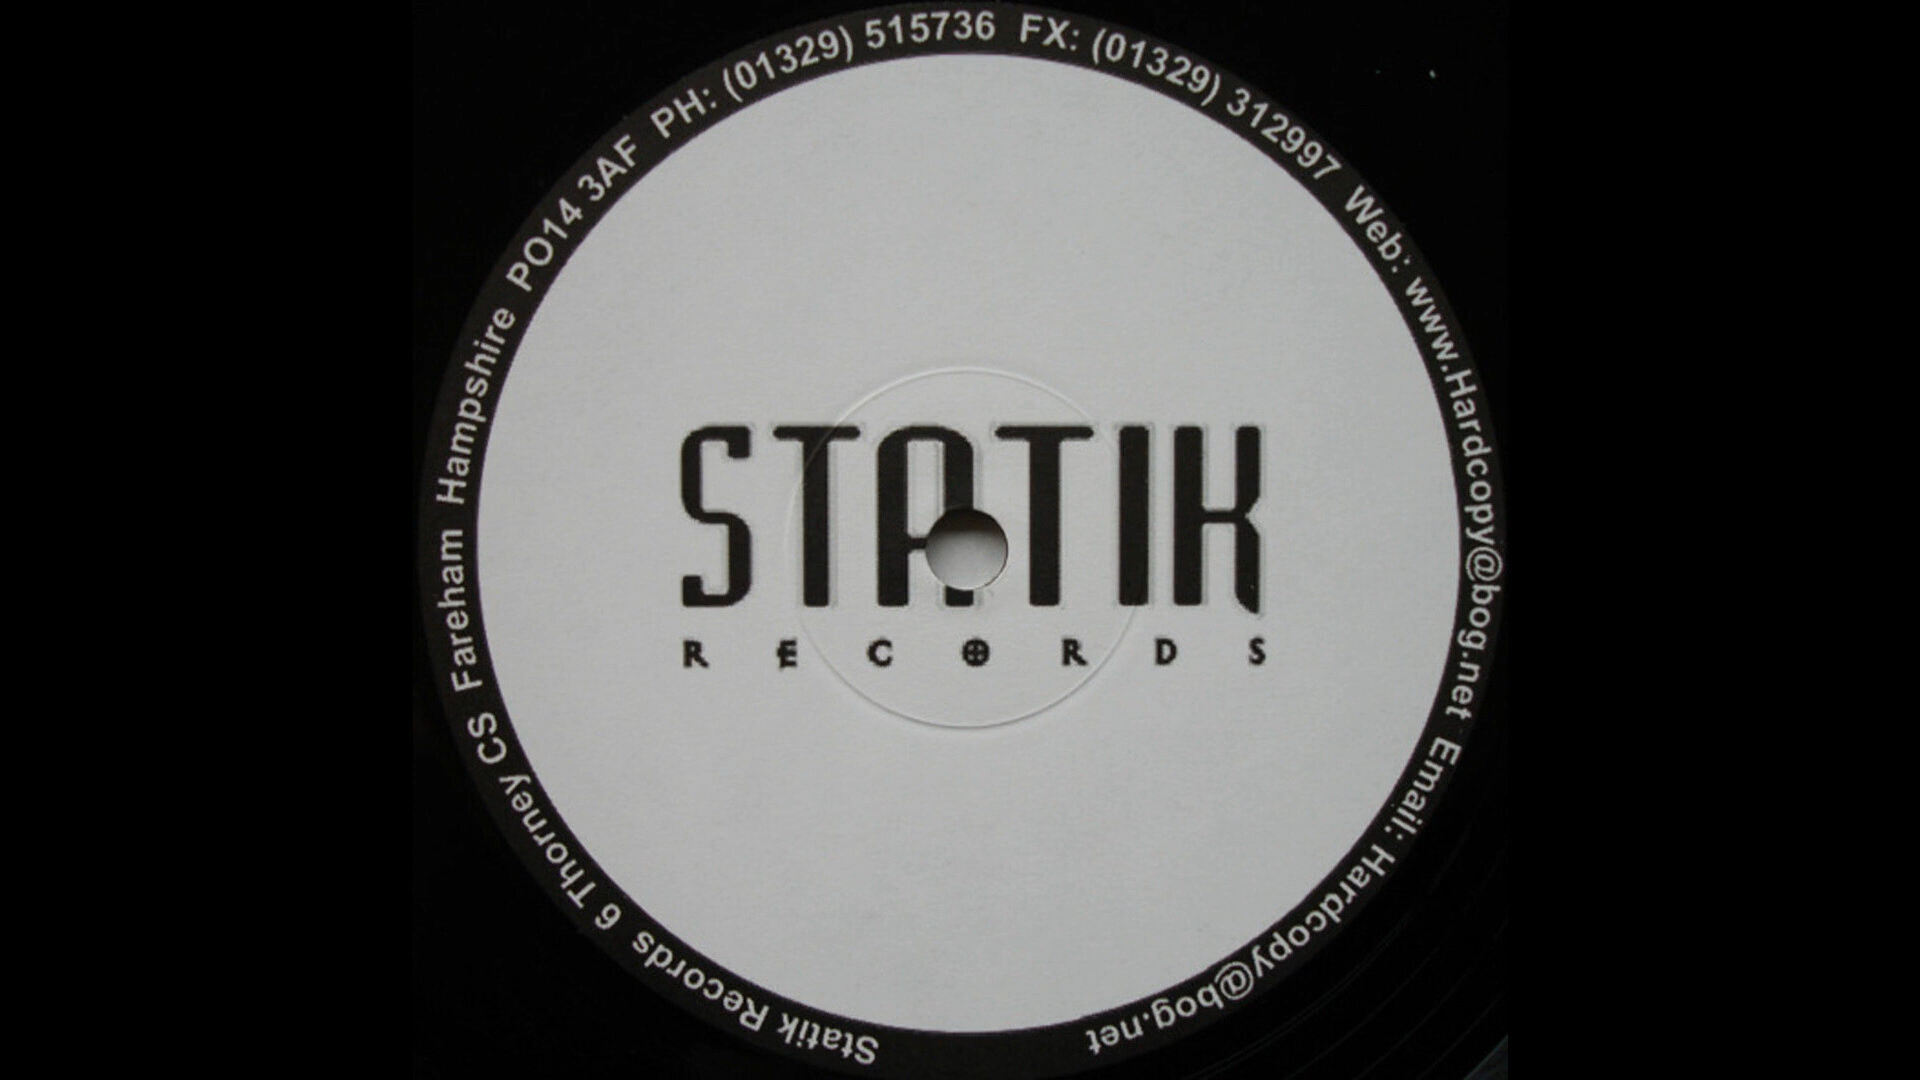 STATIK
RECORDS
Statik Records 6 Thorney CS Fareham Hampshire PO14 3AF PH: (01329) 515736 FX: (01329) 312997 Web: www.Hardcopy@bog.net Email: Hardcopy@bog.net